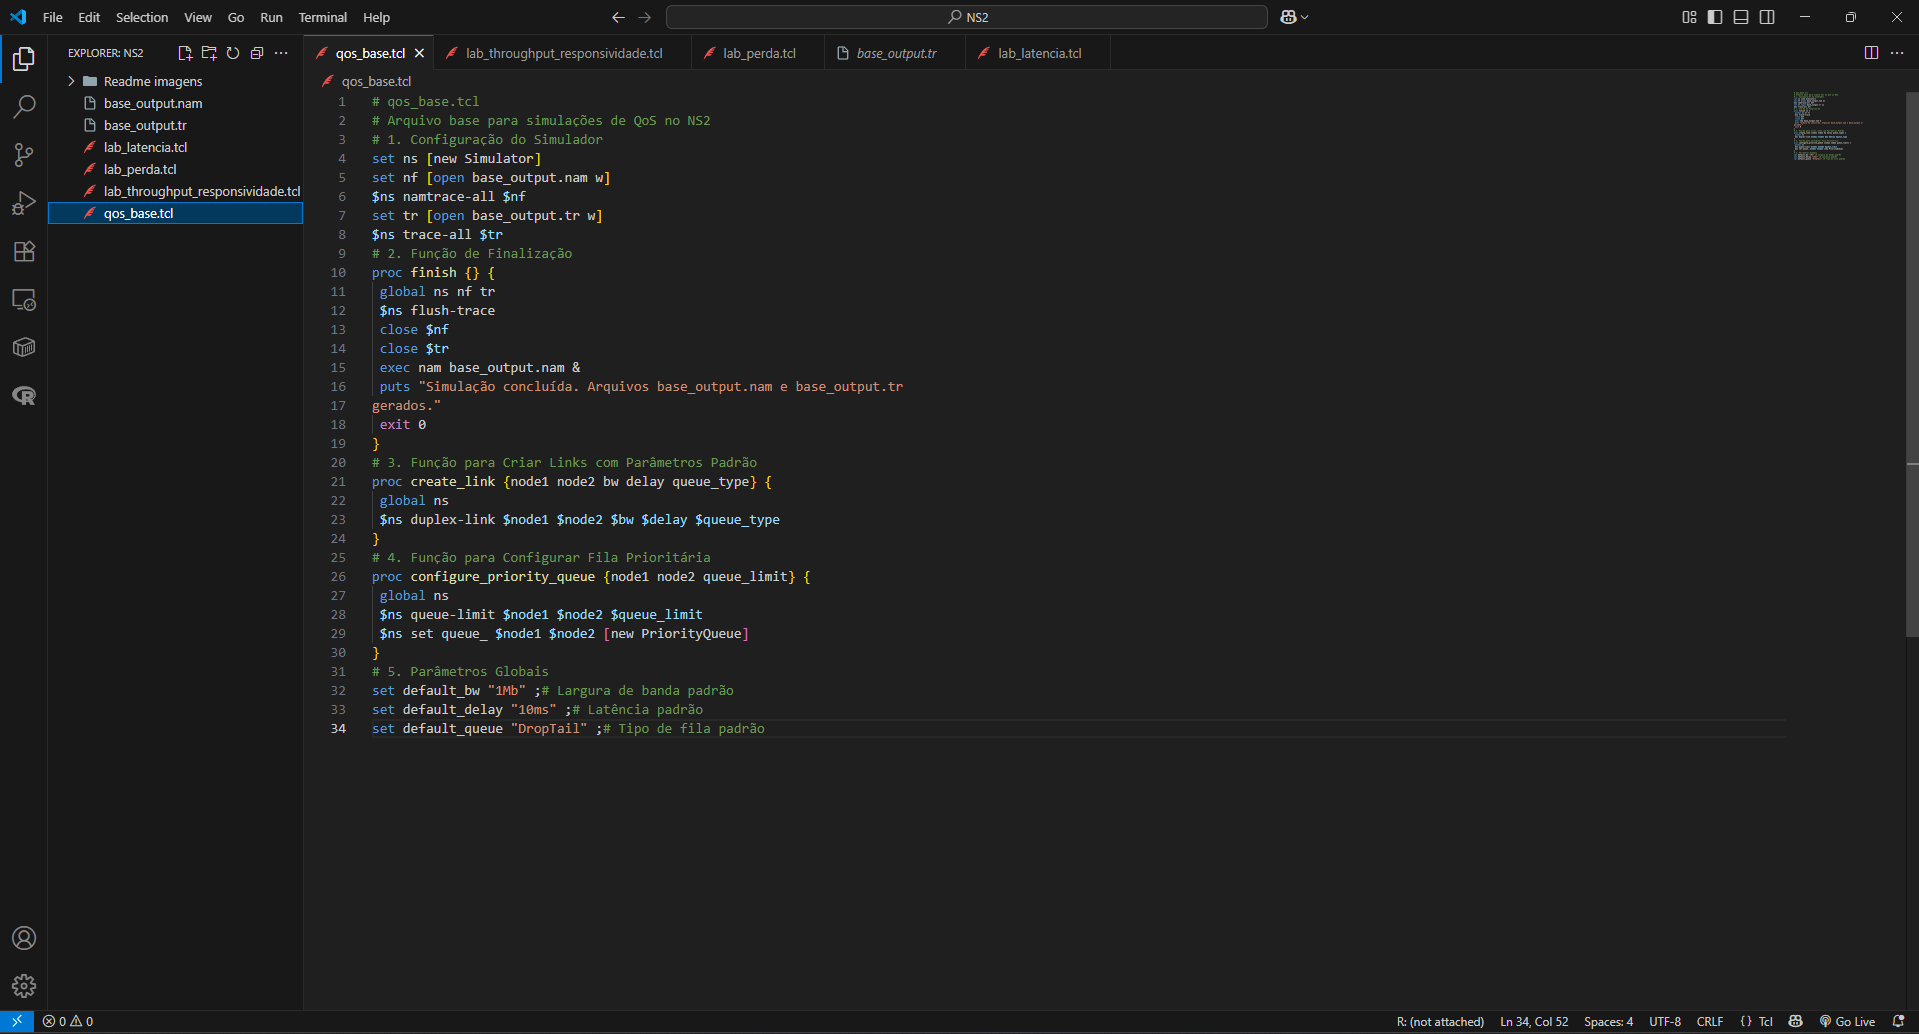 File Edit Selection View Go Run Terminal Help
NS2
EXPLORER: NS2
Readme imagens
base_output.nam
base_output.tr
lab_latencia.tcl
lab_perda.tcl
lab_throughput_responsividade.tcl
qos_base.tcl
qos_base.tcl lab_throughput_responsividade.tcl lab_perda.tcl base_output.tr lab_latencia.tcl
qos_base.tcl
1 # qos_base.tcl
2 # Arquivo base para simulações de QoS no NS2
3 # 1. Configuração do Simulador
4 set ns [new Simulator]
5 set nf [open base_output.nam w]
6 $ns namtrace-all $nf
7 set tr [open base_output.tr w]
8 $ns trace-all $tr
9 # 2. Função de Finalização
10 proc finish {} {
11 global ns nf tr
12 $ns flush-trace
13 close $nf
14 close $tr
15 exec nam base_output.nam &
16 puts "Simulação concluída. Arquivos base_output.nam e base_output.tr
17 gerados."
18 exit 0
19 }
20 # 3. Função para Criar Links com Parâmetros Padrão
21 proc create_link {node1 node2 bw delay queue_type} {
22 global ns
23 $ns duplex-link $node1 $node2 $bw $delay $queue_type
24 }
25 # 4. Função para Configurar Fila Prioritária
26 proc configure_priority_queue {node1 node2 queue_limit} {
27 global ns
28 $ns queue-limit $node1 $node2 $queue_limit
29 $ns set queue_ $node1 $node2 [new PriorityQueue]
30 }
31 # 5. Parâmetros Globais
32 set default_bw "1Mb" ;# Largura de banda padrão
33 set default_delay "10ms" ;# Latência padrão
34 set default_queue "DropTail" ;# Tipo de fila padrão
0 0 R: (not attached) Ln 34, Col 52 Spaces: 4 UTF-8 CRLF {} Tcl Go Live